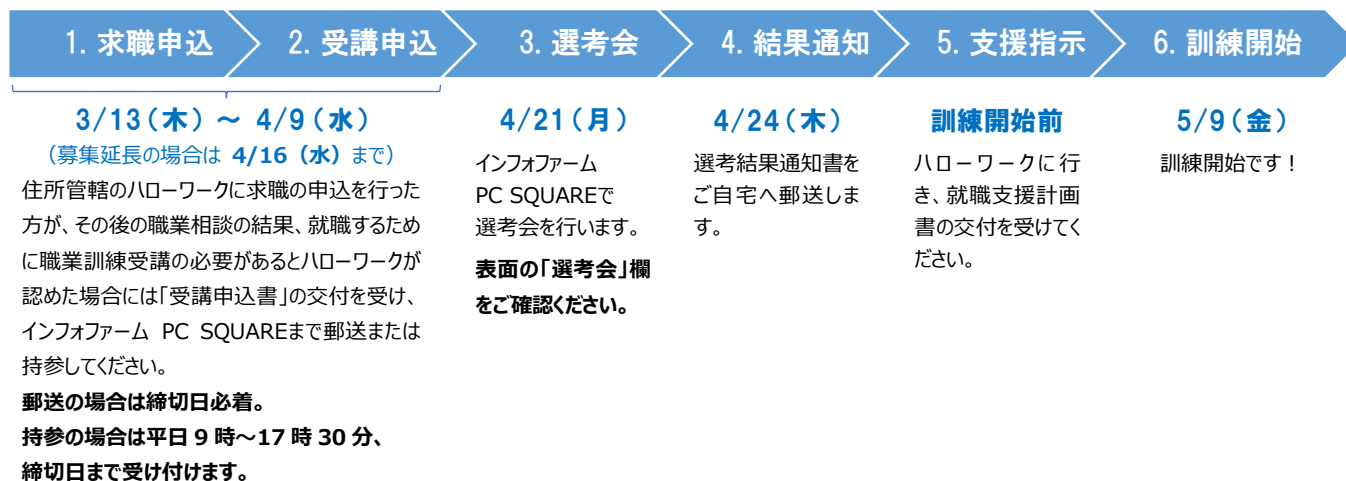 1. 求職申込
2. 受講申込
3. 選考会
4. 結果通知
5. 支援指示
6. 訓練開始
3/13(木) ~ 4/9(水)
(募集延長の場合は 4/16 (水) まで)
住所管轄のハローワークに求職の申込を行った
方が、その後の職業相談の結果、就職するため
に職業訓練受講の必要があるとハローワークが
認めた場合には「受講申込書」の交付を受け、
インフォファーム PC SQUAREまで郵送または
持参してください。
郵送の場合は締切日必着。
持参の場合は平日 9 時~17 時 30 分、
締切日まで受け付けます。
4/21(月)
インフォファーム
PC SQUAREで
選考会を行います。
表面の「選考会」欄
をご確認ください。
4/24(木)
選考結果通知書を
ご自宅へ郵送しま
す。
訓練開始前
ハローワークに行
き、就職支援計画
書の交付を受けてく
ださい。
5/9(金)
訓練開始です!